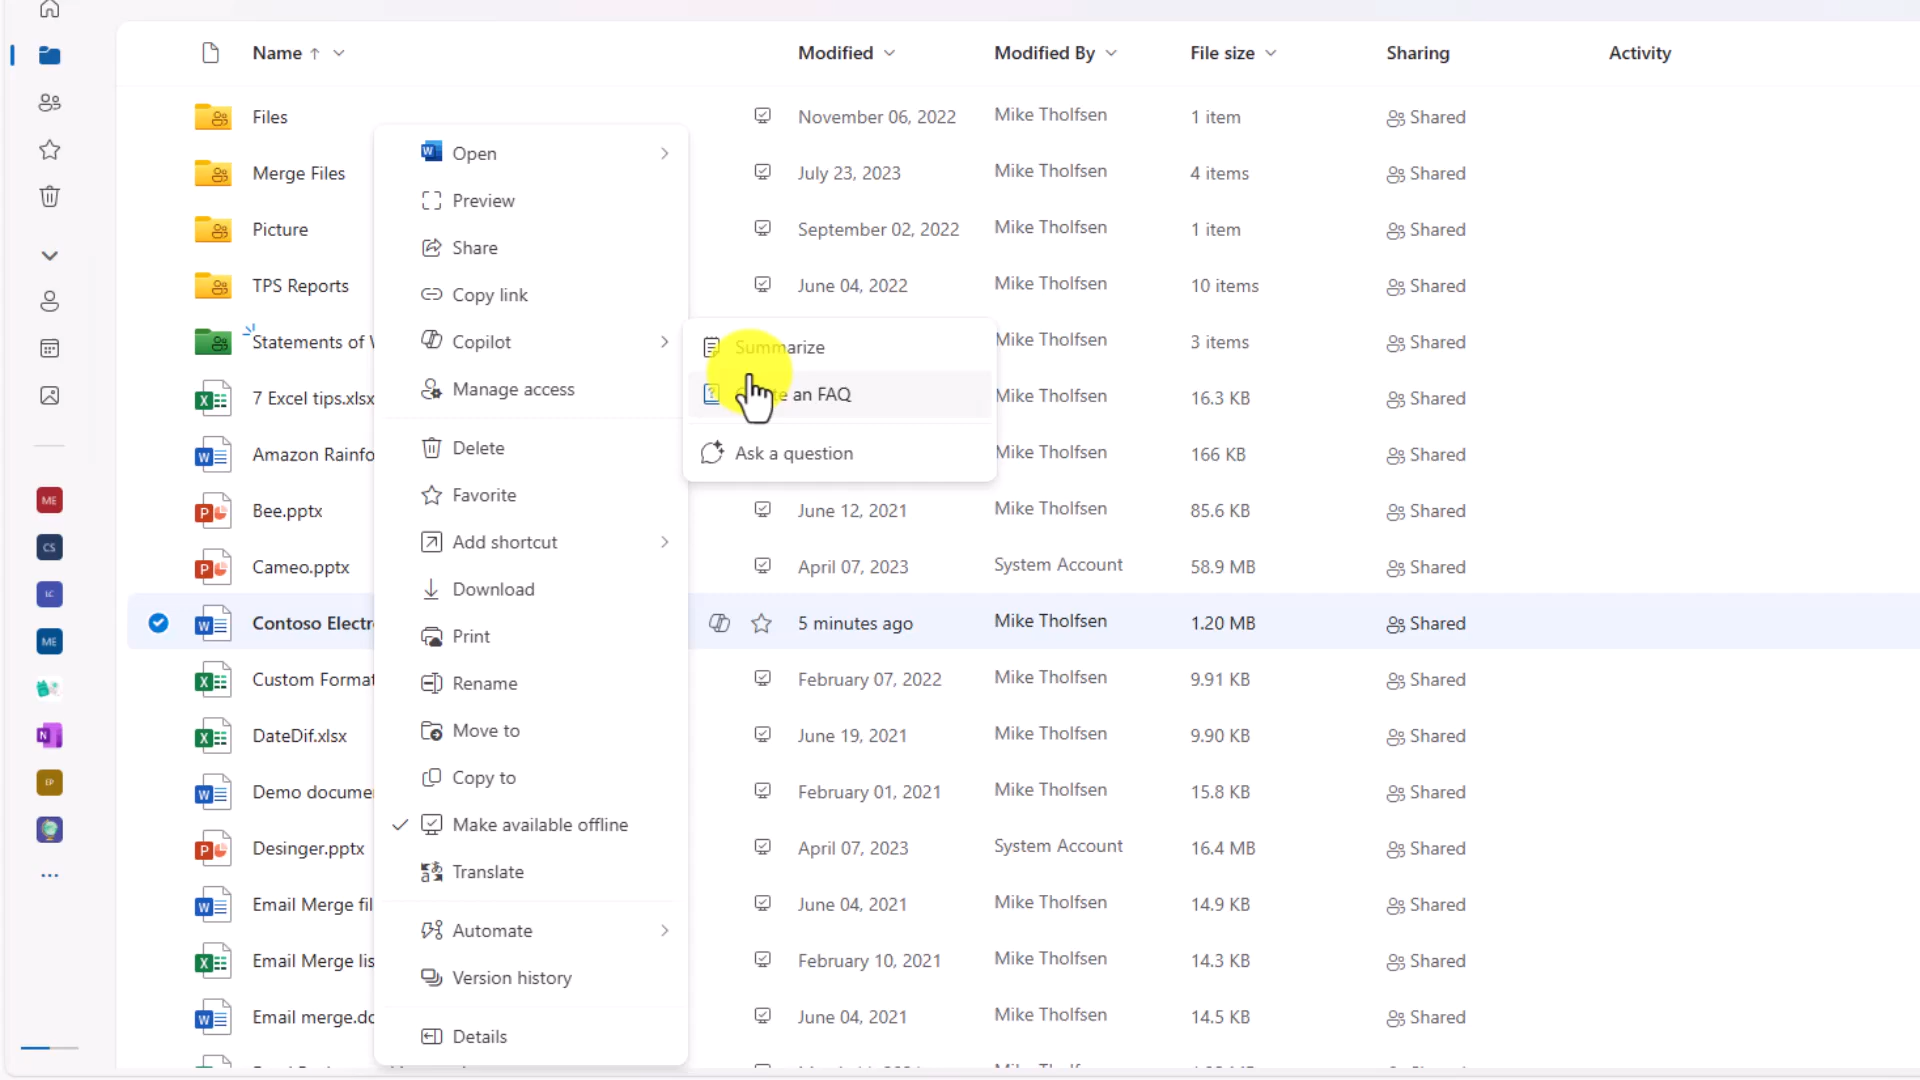 Name Modified Modified By File size Sharing Activity
Files November 06, 2022 Mike Tholfsen 1 item Shared
Merge Files July 23, 2023 Mike Tholfsen 4 items Shared
Picture September 02, 2022 Mike Tholfsen 1 item Shared
TPS Reports June 04, 2022 Mike Tholfsen 10 items Shared
Statements of Mike Tholfsen 3 items Shared
7 Excel tips.xlsx Mike Tholfsen 16.3 KB Shared
Amazon Rainfo Mike Tholfsen 166 KB Shared
Bee.pptx June 12, 2021 Mike Tholfsen 85.6 KB Shared
Cameo.pptx April 07, 2023 System Account 58.9 MB Shared
Contoso Electr 5 minutes ago Mike Tholfsen 1.20 MB Shared
Custom Format February 07, 2022 Mike Tholfsen 9.91 KB Shared
DateDif.xlsx June 19, 2021 Mike Tholfsen 9.90 KB Shared
Demo docume February 01, 2021 Mike Tholfsen 15.8 KB Shared
Desinger.pptx April 07, 2023 System Account 16.4 MB Shared
Email Merge fil June 04, 2021 Mike Tholfsen 14.9 KB Shared
Email Merge lis February 10, 2021 Mike Tholfsen 14.3 KB Shared
Email merge.do June 04, 2021 Mike Tholfsen 14.5 KB Shared
Open
Preview
Share
Copy link
Copilot
Manage access
Delete
Favorite
Add shortcut
Download
Print
Rename
Move to
Copy to
Make available offline
Translate
Automate
Version history
Details
Summarize
an FAQ
Ask a question
ME
CS
LC
ME
N
EP